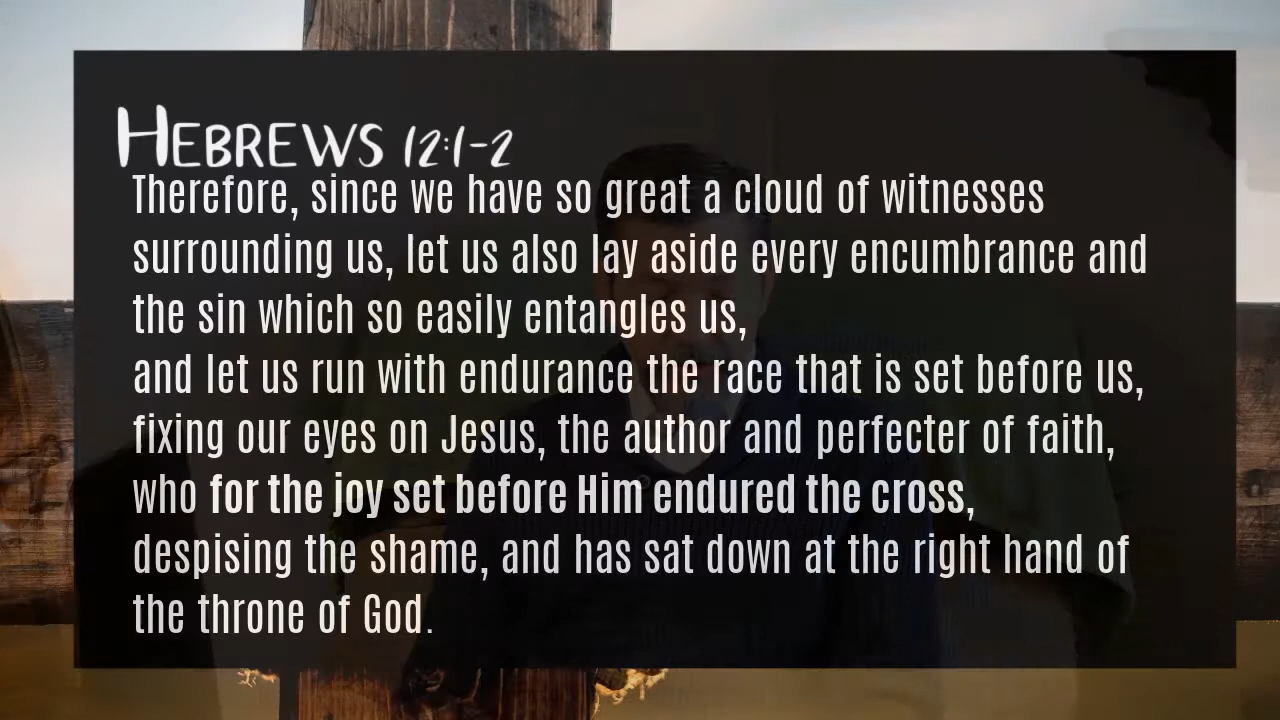 Hebrews 12:1-2
Therefore, since we have so great a cloud of witnesses
surrounding us, let us also lay aside every encumbrance and
the sin which so easily entangles us,
and let us run with endurance the race that is set before us,
fixing our eyes on Jesus, the author and perfecter of faith,
who for the joy set before Him endured the cross,
despising the shame, and has sat down at the right hand of
the throne of God.